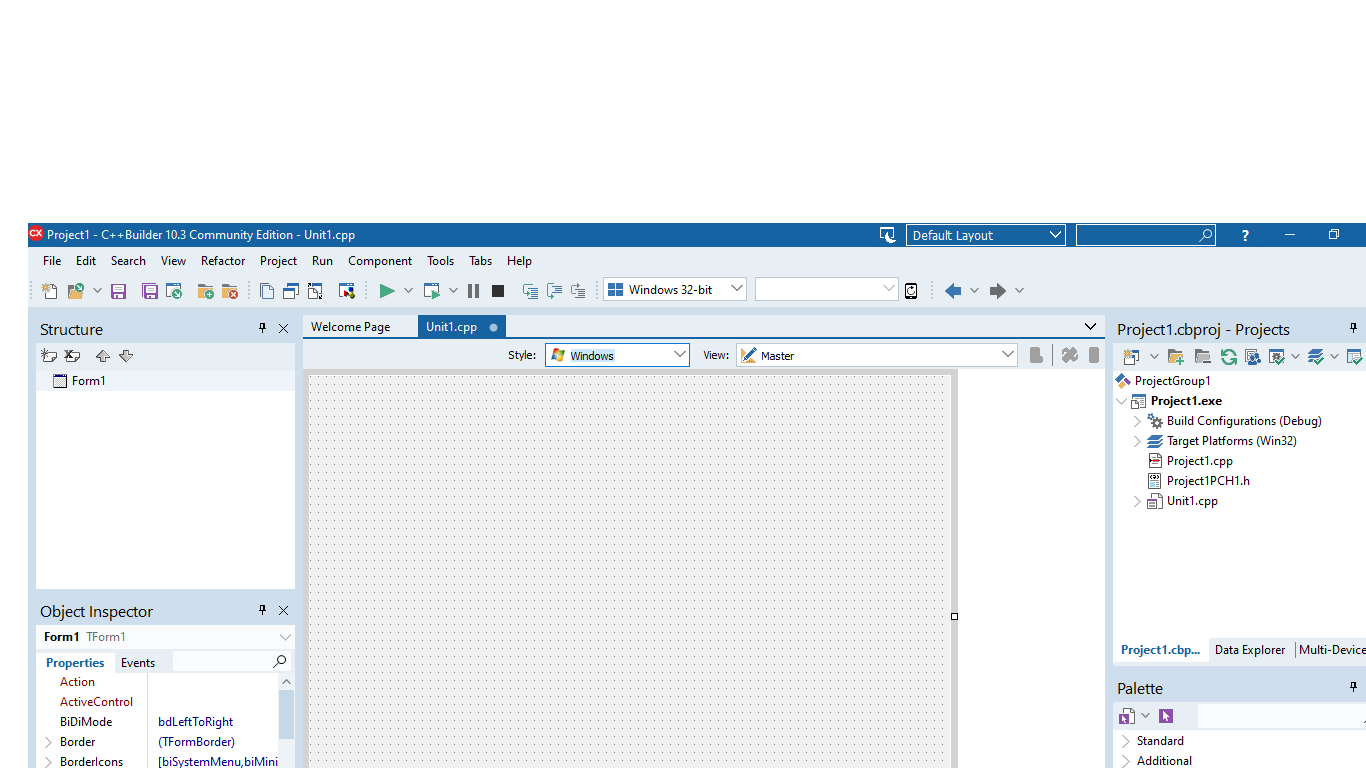 CX Project1 - C++Builder 10.3 Community Edition - Unit1.cpp
Default Layout
?
File Edit Search View Refactor Project Run Component Tools Tabs Help
Windows 32-bit
Structure
Form1
Welcome Page
Unit1.cpp
Style:
Windows
View:
Master
Object Inspector
Form1 TForm1
Properties
Events
Action
ActiveControl
BiDiMode bdLeftToRight
Border (TFormBorder)
BorderIcons [biSystemMenu,biMini
Project1.cbproj - Projects
ProjectGroup1
Project1.exe
Build Configurations (Debug)
Target Platforms (Win32)
Project1.cpp
Project1PCH1.h
Unit1.cpp
Project1.cbp...
Data Explorer
Multi-Device
Palette
Standard
Additional